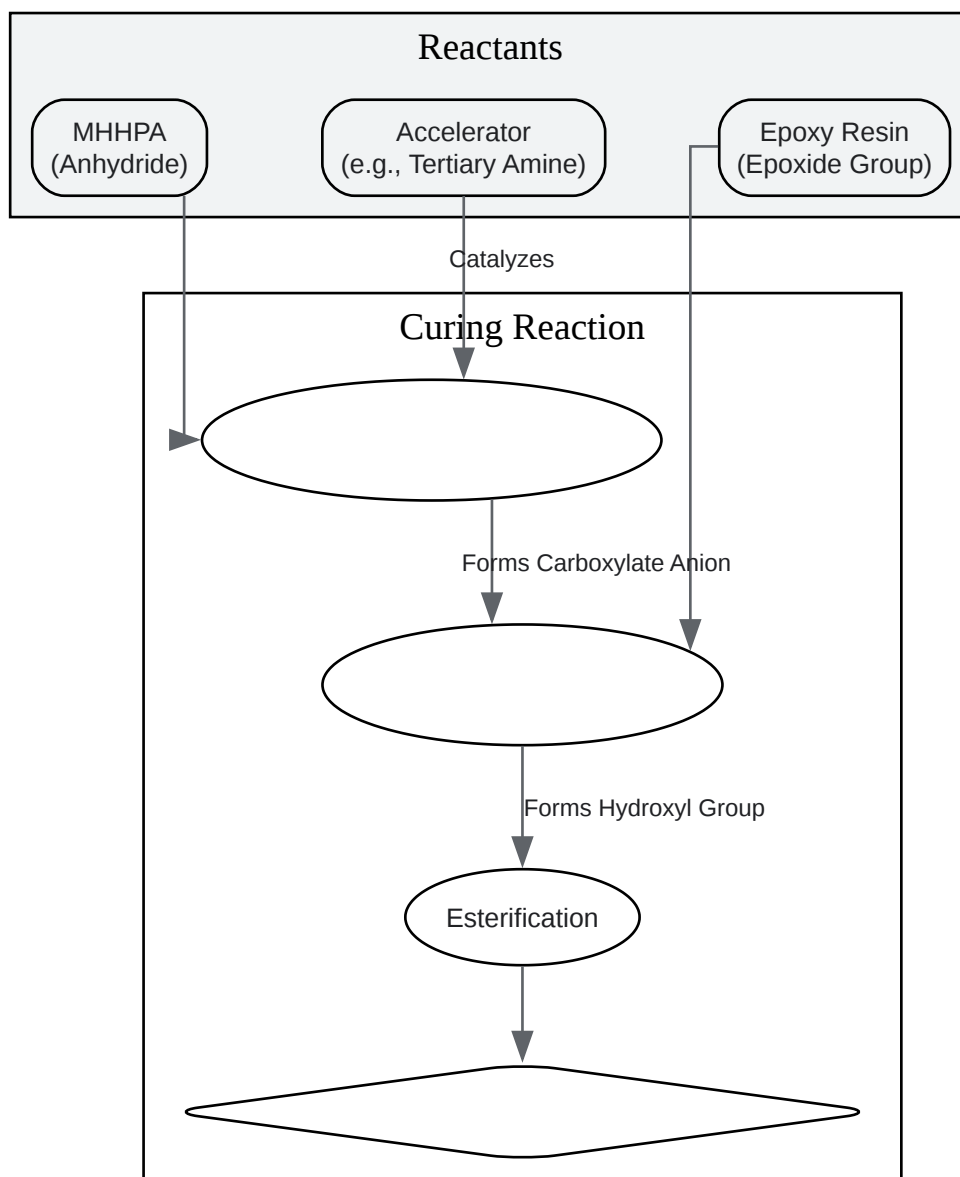 Reactants
MHHPA
(Anhydride)
Accelerator
(e.g., Tertiary Amine)
Epoxy Resin
(Epoxide Group)
Catalyzes
Curing Reaction
Forms Carboxylate Anion
Forms Hydroxyl Group
Esterification